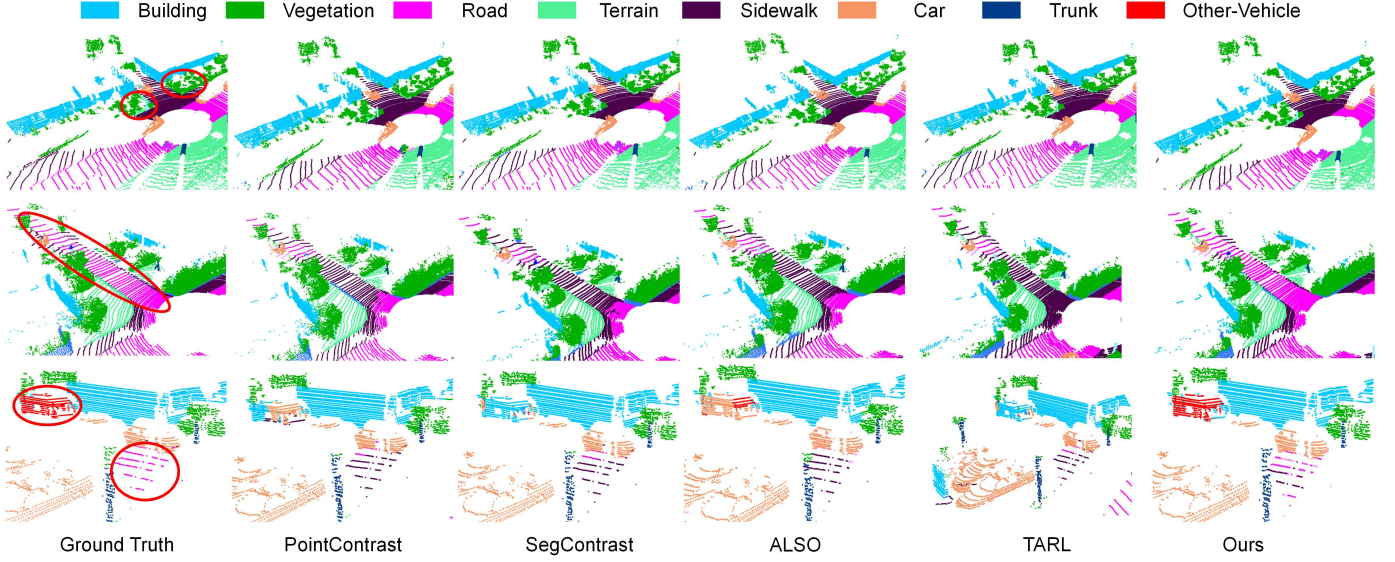 Building Vegetation Road Terrain Sidewalk Car Trunk Other-Vehicle
Ground Truth PointContrast SegContrast ALSO TARL Ours